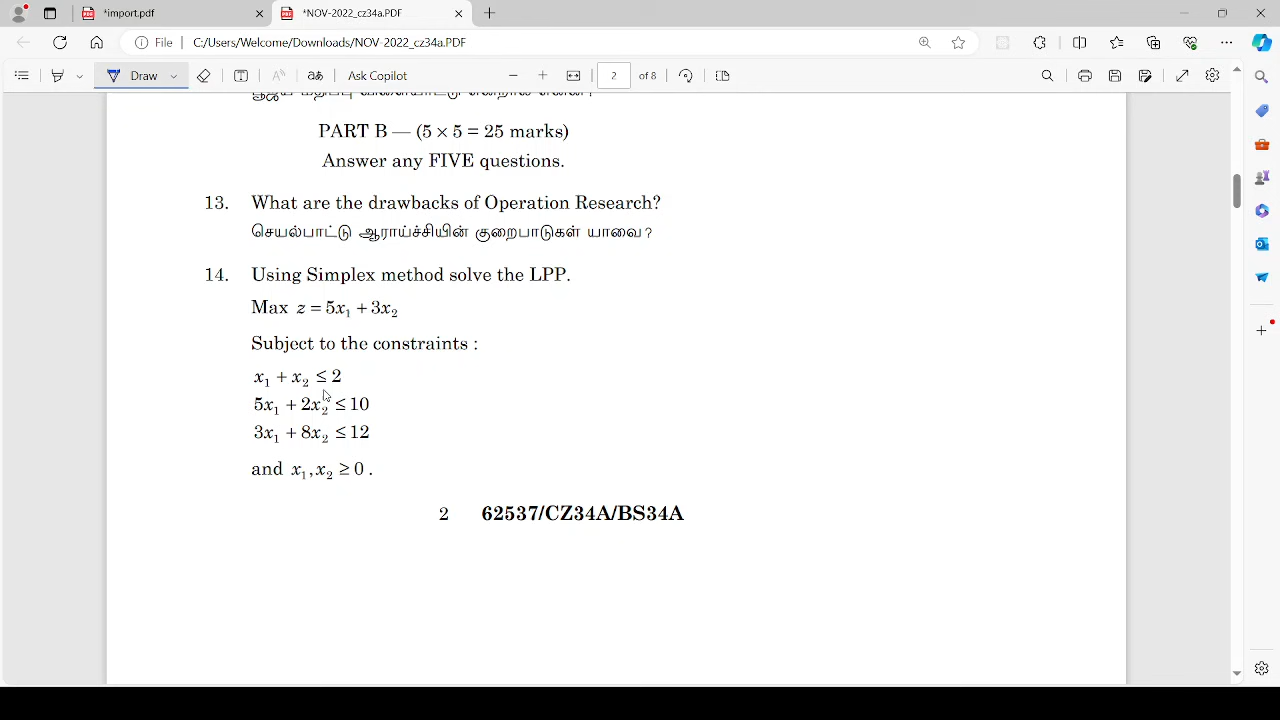 *import.pdf
*NOV-2022_cz34a.PDF
File
C:/Users/Welcome/Downloads/NOV-2022_cz34a.PDF
Draw
Ask Copilot
2
of 8
பூஜ்ய மதிப்பு விளையாட்டு என்றால் என்ன?
PART B — (5 × 5 = 25 marks)
Answer any FIVE questions.
13. What are the drawbacks of Operation Research?
செயல்பாட்டு ஆராய்ச்சியின் குறைபாடுகள் யாவை?
14. Using Simplex method solve the LPP.
Max z = 5x₁ + 3x₂
Subject to the constraints :
x₁ + x₂ ≤ 2
5x₁ + 2x₂ ≤ 10
3x₁ + 8x₂ ≤ 12
and x₁, x₂ ≥ 0 .
2 62537/CZ34A/BS34A